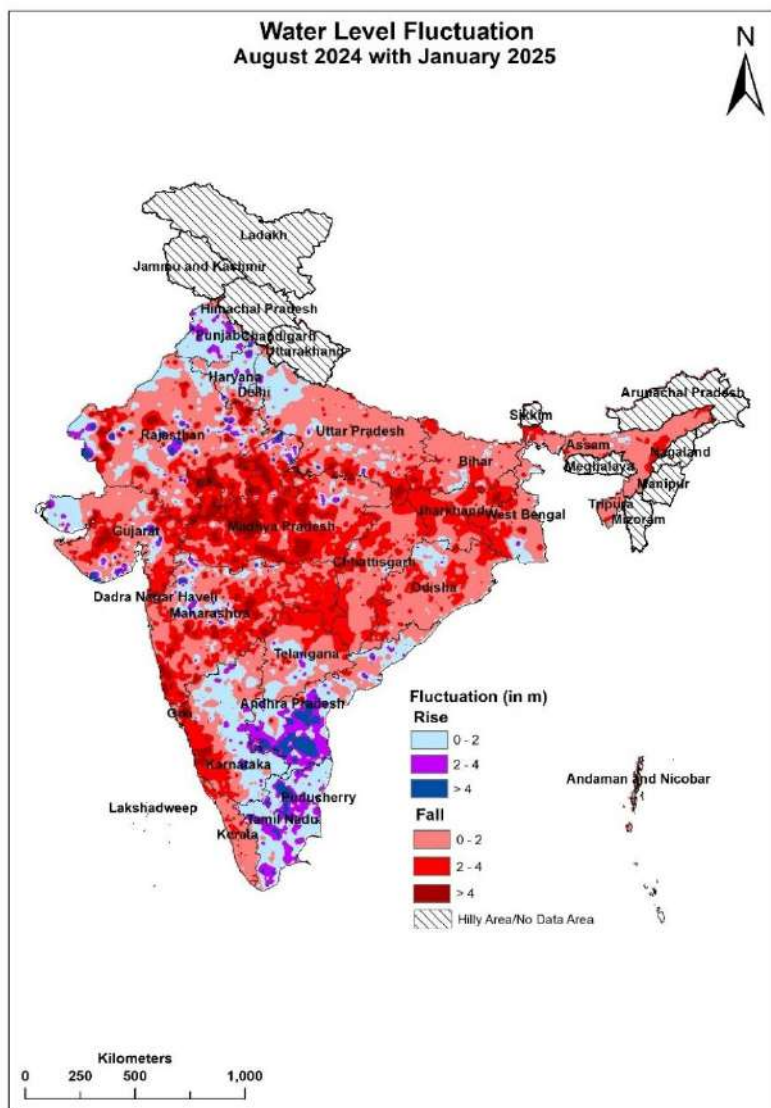 Water Level Fluctuation
August 2024 with January 2025
N
Ladakh
Jammu and Kashmir
Himachal Pradesh
Punjab
Chandigarh
Uttarakhand
Haryana
Delhi
Rajasthan
Uttar Pradesh
Sikkim
Arunachal Pradesh
Assam
Nagaland
Meghalaya
Manipur
Bihar
Tripura
Mizoram
Jharkhand
West Bengal
Gujarat
Madhya Pradesh
Chhattisgarh
Odisha
Dadra Nagar Haveli
Maharashtra
Telangana
Goa
Andhra Pradesh
Karnataka
Puducherry
Lakshadweep
Tamil Nadu
Kerala
Andaman and Nicobar
Fluctuation (in m)
Rise
0 - 2
2 - 4
> 4
Fall
0 - 2
2 - 4
> 4
Hilly Area/No Data Area
Kilometers
0 250 500 1,000